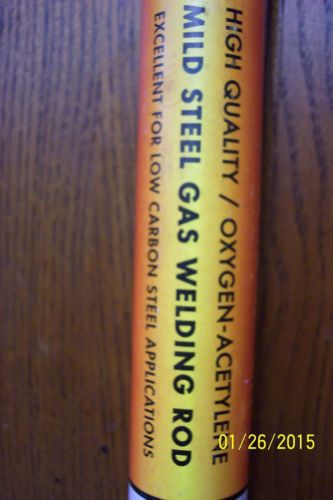 HIGH QUALITY / OXYGEN-ACETYLENE
MILD STEEL GAS WELDING ROD
EXCELLENT FOR LOW CARBON STEEL APPLICATIONS
01/26/2015